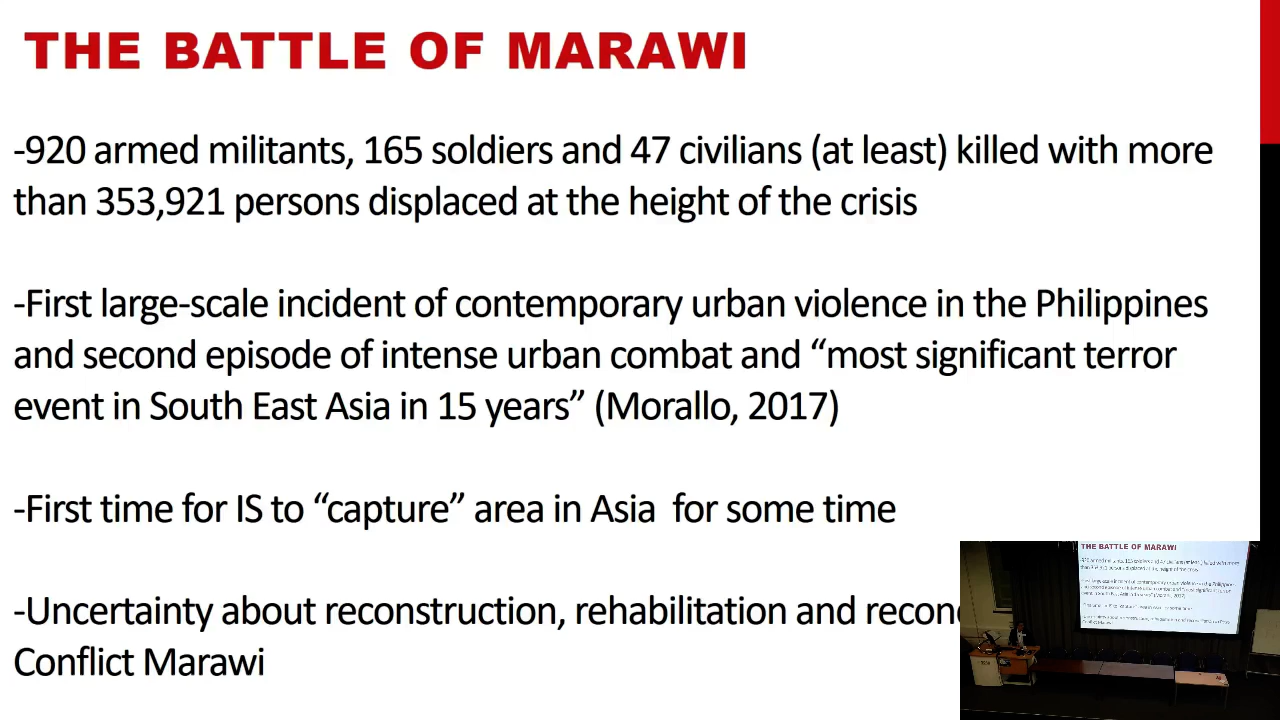 THE BATTLE OF MARAWI
-920 armed militants, 165 soldiers and 47 civilians (at least) killed with more
than 353,921 persons displaced at the height of the crisis
-First large-scale incident of contemporary urban violence in the Philippines
and second episode of intense urban combat and “most significant terror
event in South East Asia in 15 years” (Morallo, 2017)
-First time for IS to “capture” area in Asia  for some time
-Uncertainty about reconstruction, rehabilitation and recon
Conflict Marawi
THE BATTLE OF MARAWI